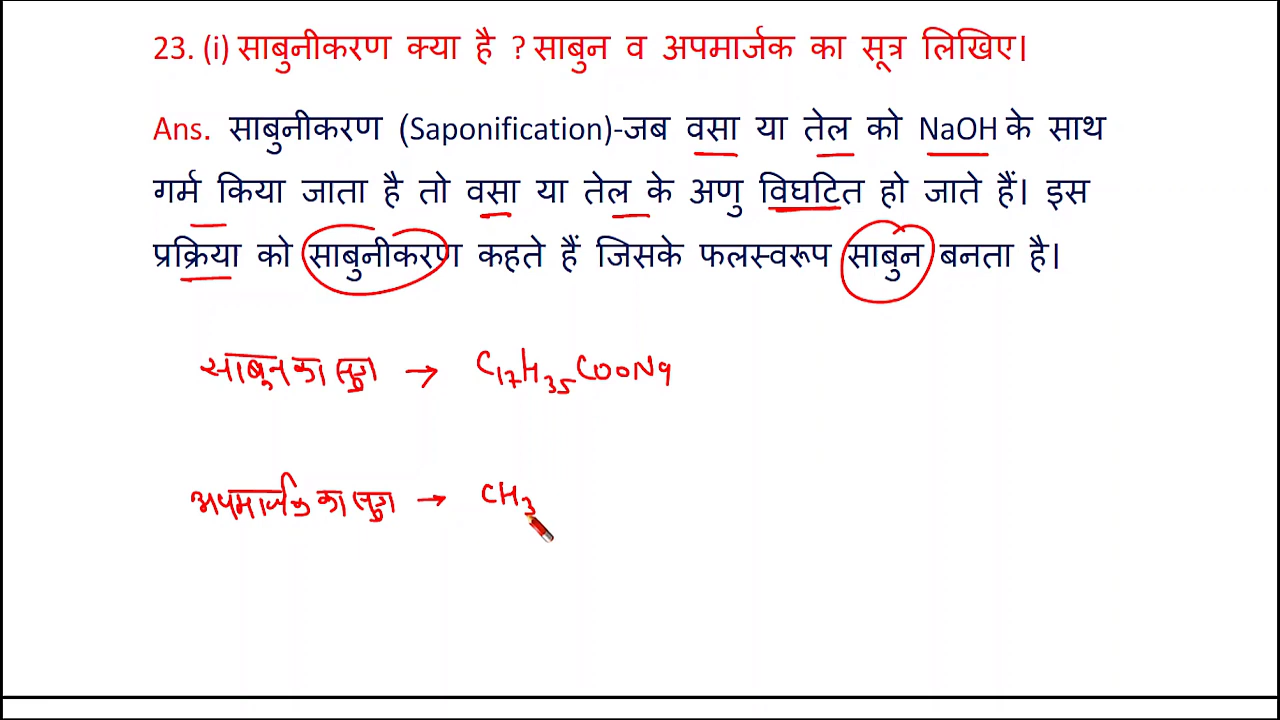 23. (i) साबुनीकरण क्या है ? साबुन व अपमार्जक का सूत्र लिखिए।
Ans. साबुनीकरण (Saponification)-जब वसा या तेल को NaOH के साथ
गर्म किया जाता है तो वसा या तेल के अणु विघटित हो जाते हैं। इस
प्रक्रिया को साबुनीकरण कहते हैं जिसके फलस्वरूप साबुन बनता है।
साबून का सूत्र → C₁₇H₃₅COONa
अपमार्जक का सूत्र → CH₃